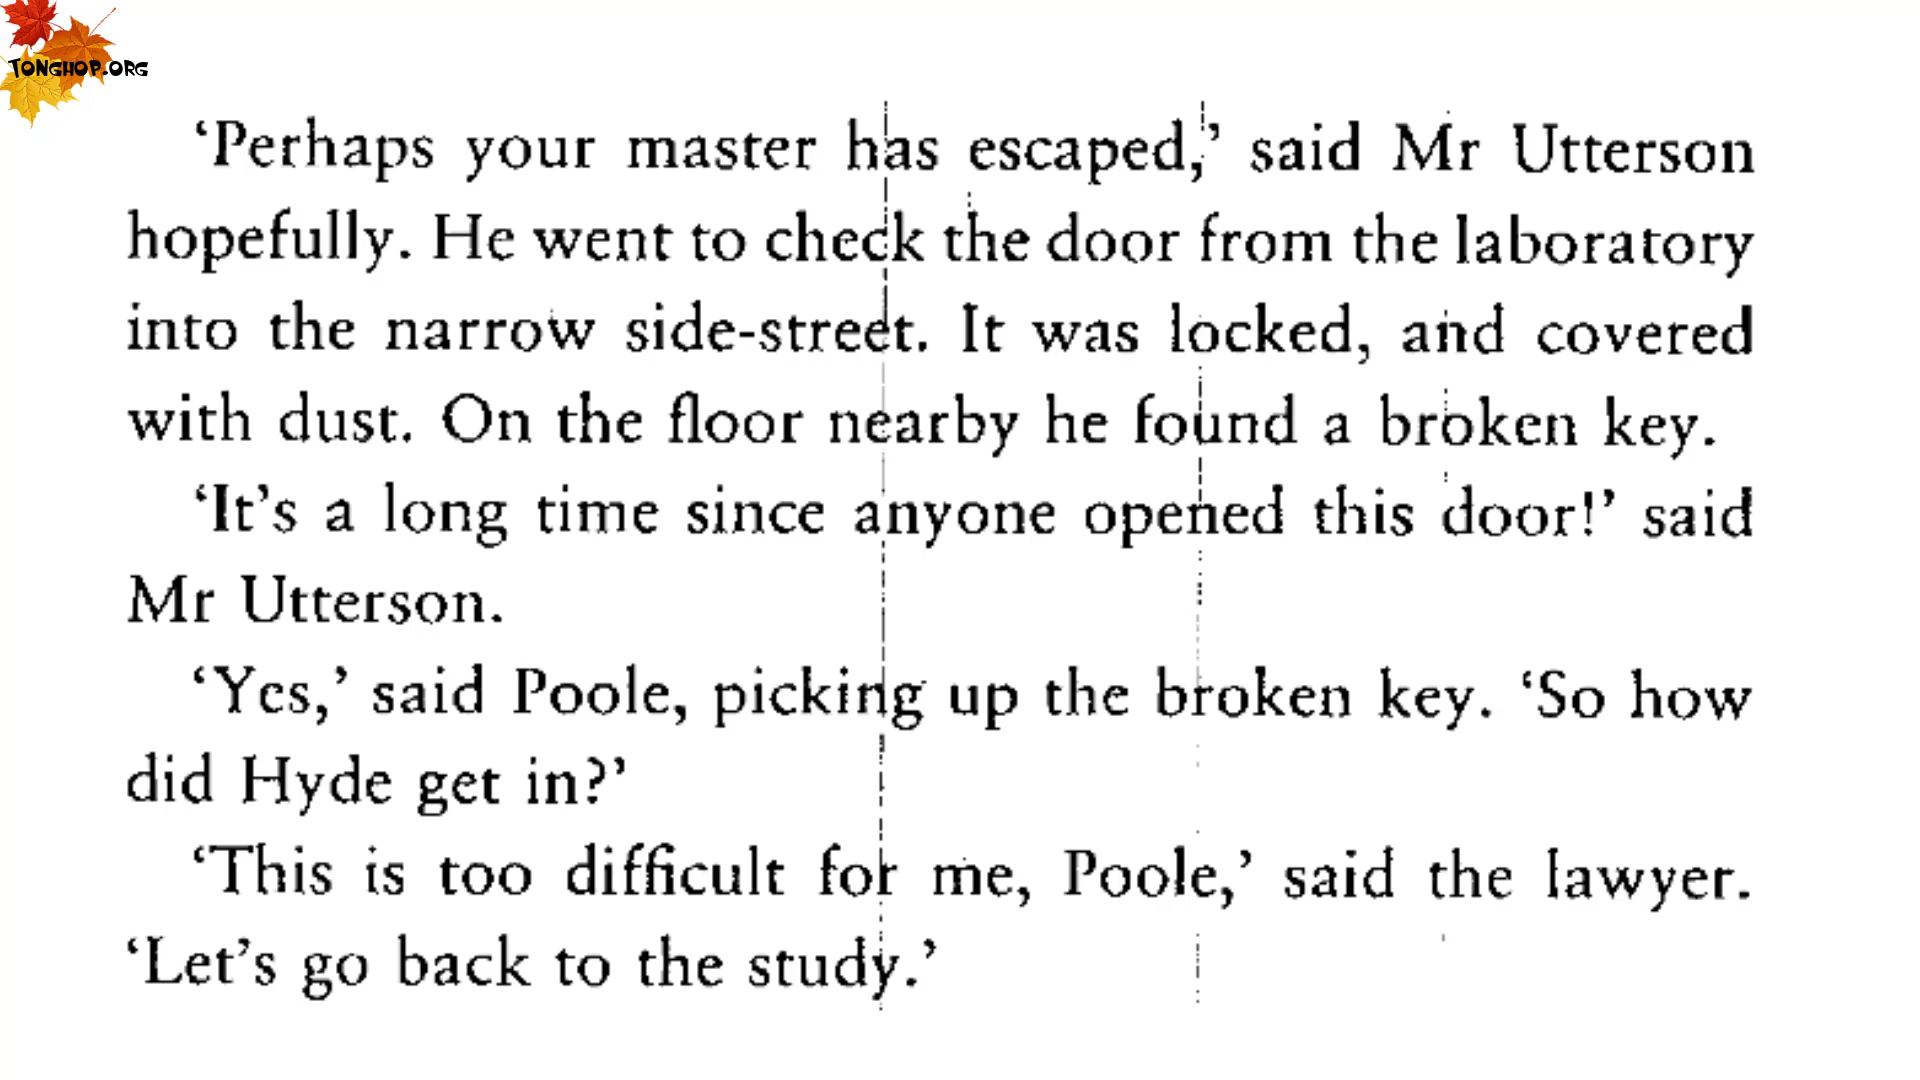 TONGHOP.ORG
‘Perhaps your master has escaped,’ said Mr Utterson
hopefully. He went to check the door from the laboratory
into the narrow side-street. It was locked, and covered
with dust. On the floor nearby he found a broken key.
‘It’s a long time since anyone opened this door!’ said
Mr Utterson.
‘Yes,’ said Poole, picking up the broken key. ‘So how
did Hyde get in?’
‘This is too difficult for me, Poole,’ said the lawyer.
‘Let’s go back to the study.’